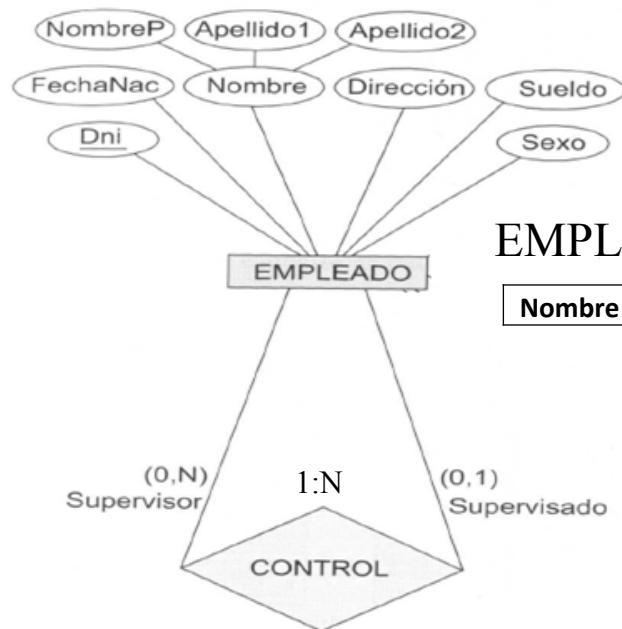 NombreP Apellido1 Apellido2
FechaNac Nombre Dirección Sueldo
Dni Sexo
EMPL
EMPLEADO
Nombre
(0,N) 1:N (0,1)
Supervisor Supervisado
CONTROL